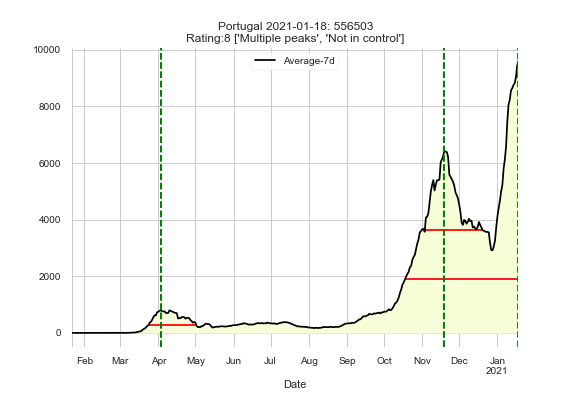 Portugal 2021-01-18: 556503
Rating:8 ['Multiple peaks', 'Not in control']
Average-7d
10000
8000
6000
4000
2000
0
Feb Mar Apr May Jun Jul Aug Sep Oct Nov Dec Jan
2021
Date